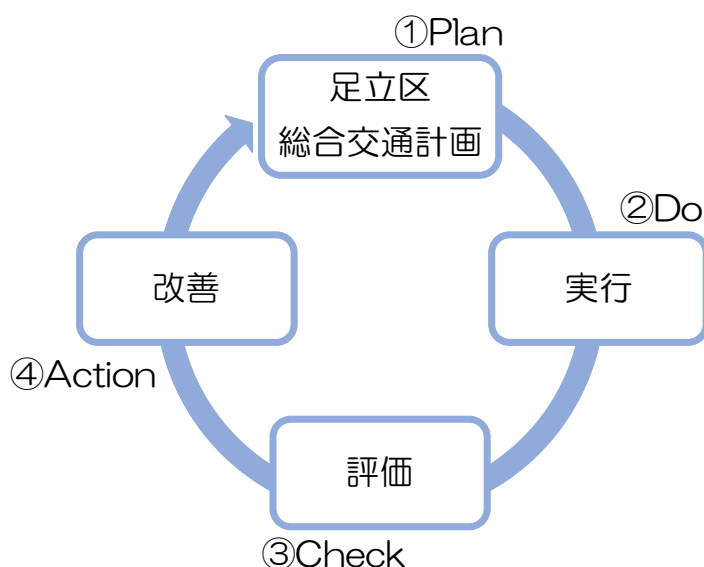 ①Plan
足立区
総合交通計画
②Do
実行
③Check
評価
④Action
改善